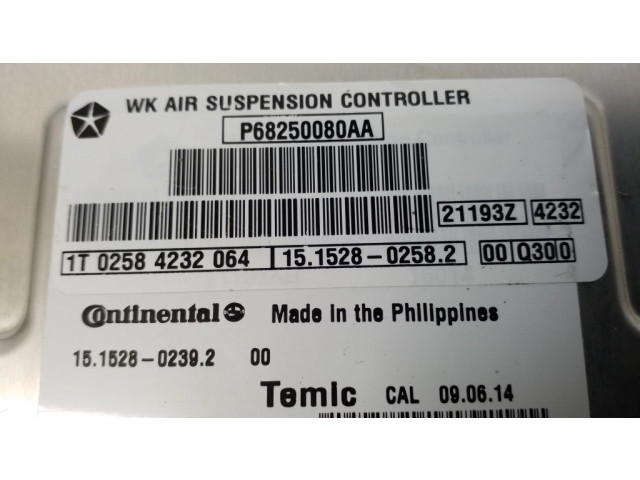 WK AIR SUSPENSION CONTROLLER
P68250080AA
21193Z 4232
1T 0258 4232 064 15.1528-0258.2 00 Q300
Continental Made in the Philippines
15.1528-0239.2 00
Temic CAL 09.06.14